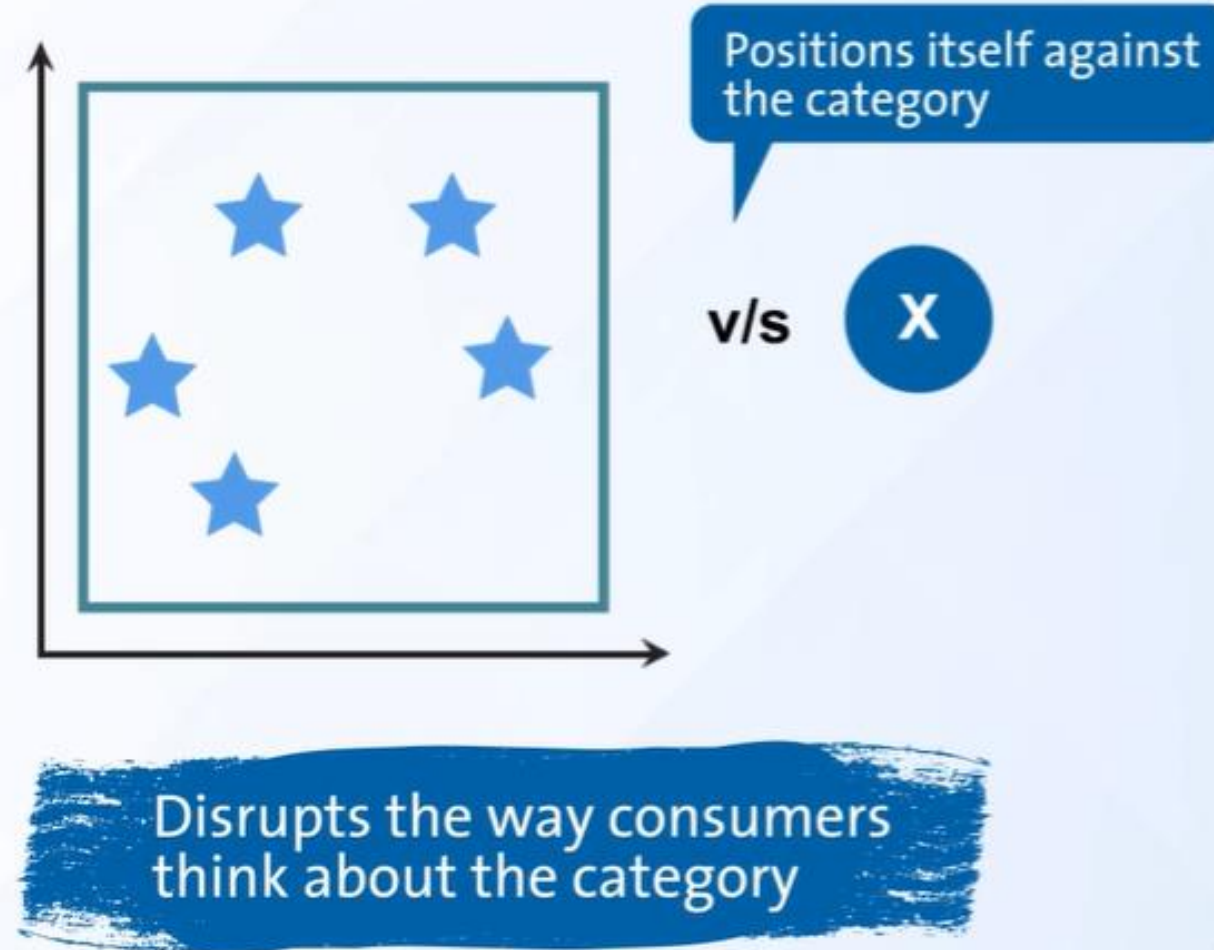 Positions itself against
the category
v/s
X
Disrupts the way consumers
think about the category